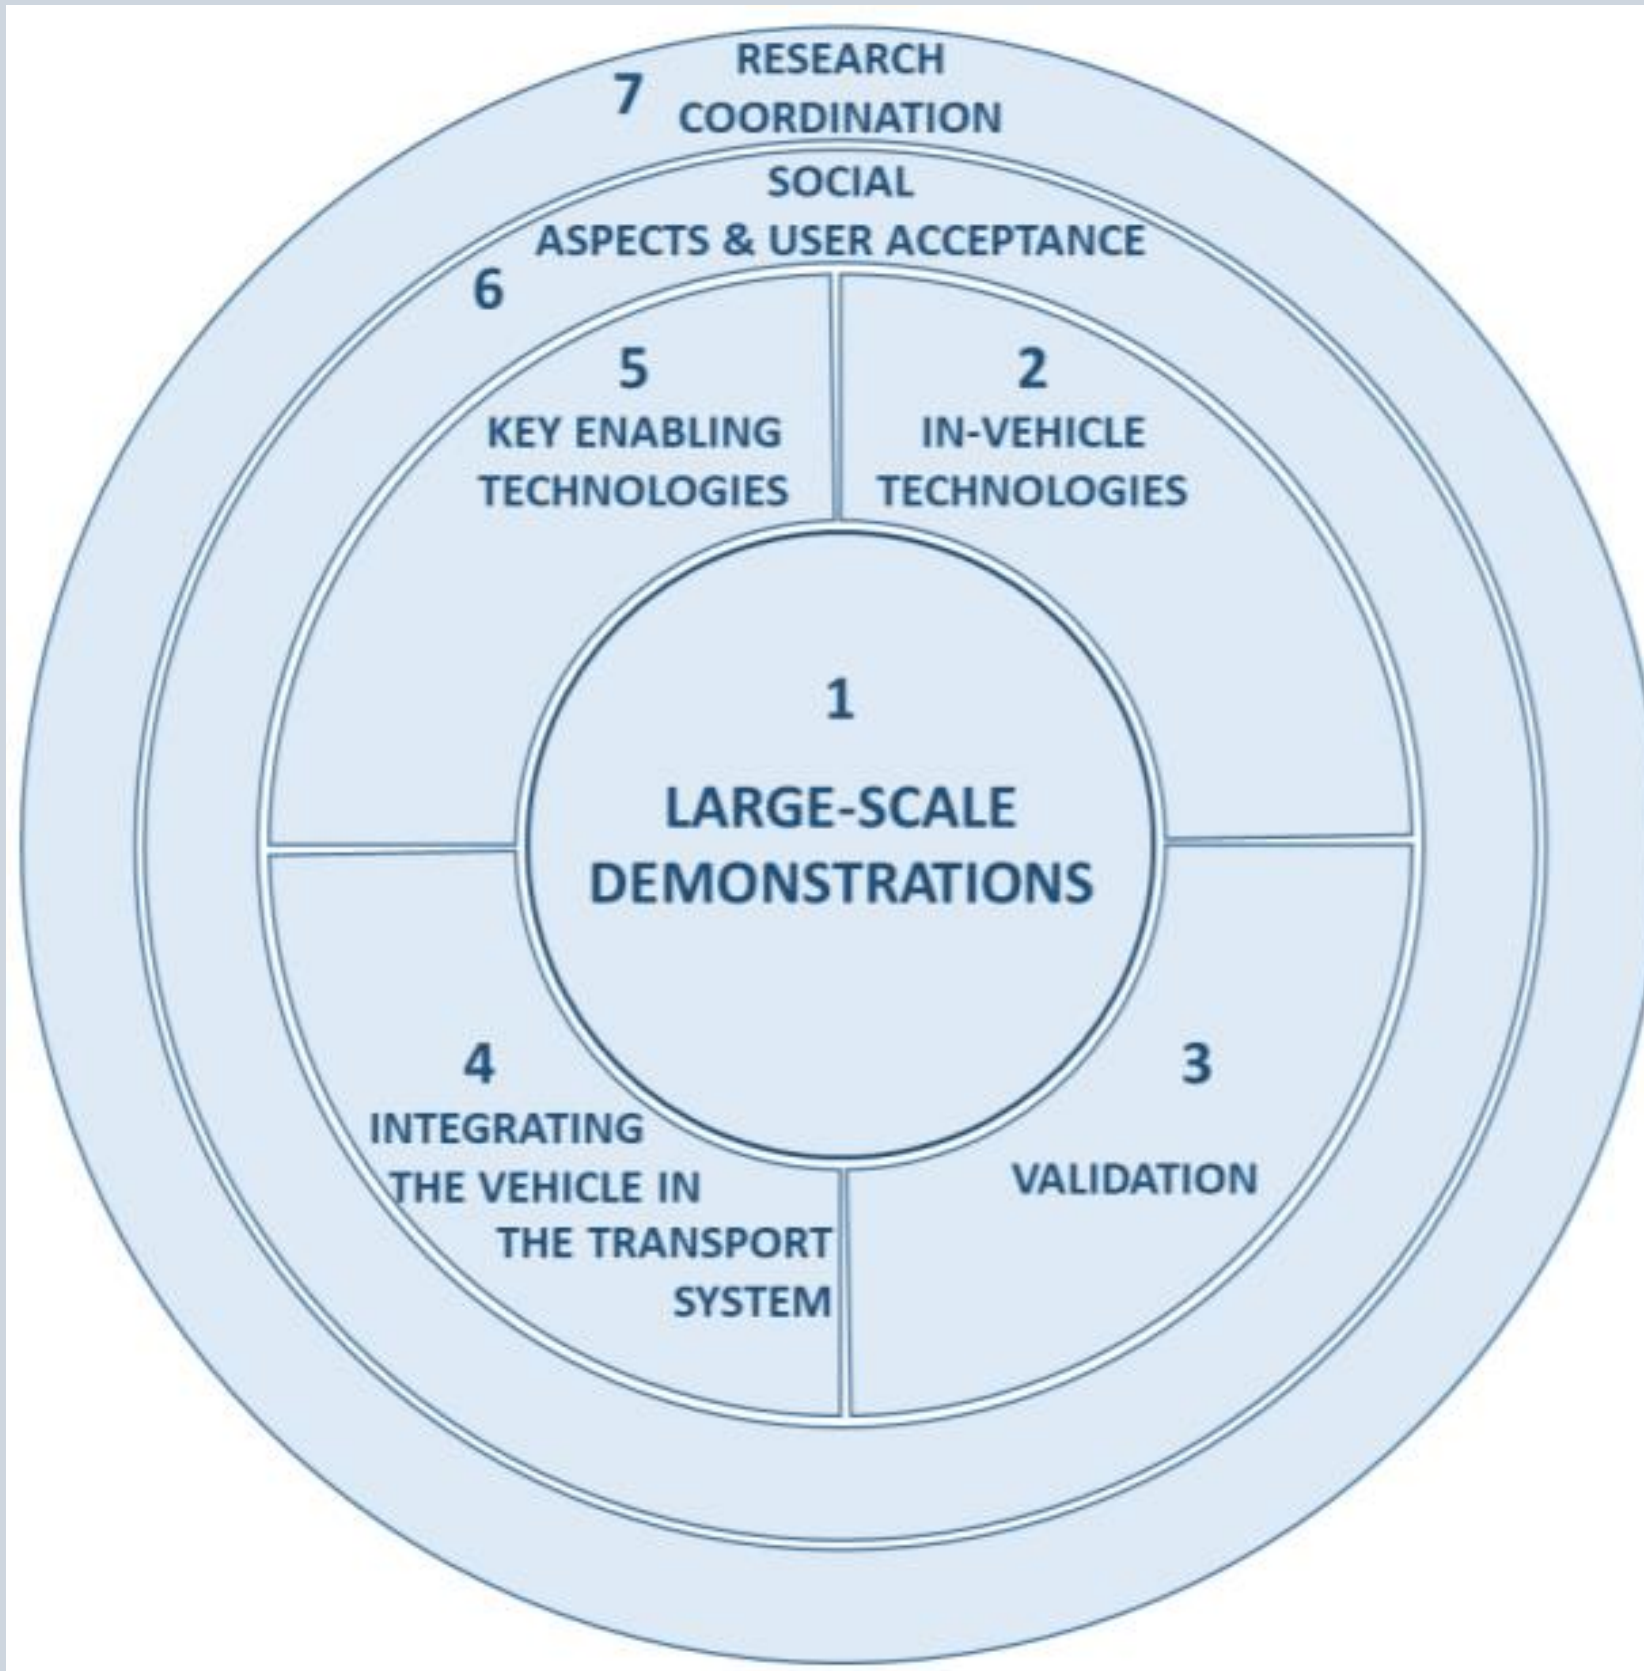 7
RESEARCH
COORDINATION
SOCIAL
ASPECTS & USER ACCEPTANCE
6
5
KEY ENABLING
TECHNOLOGIES
2
IN-VEHICLE
TECHNOLOGIES
1
LARGE-SCALE
DEMONSTRATIONS
4
INTEGRATING
THE VEHICLE IN
THE TRANSPORT
SYSTEM
3
VALIDATION